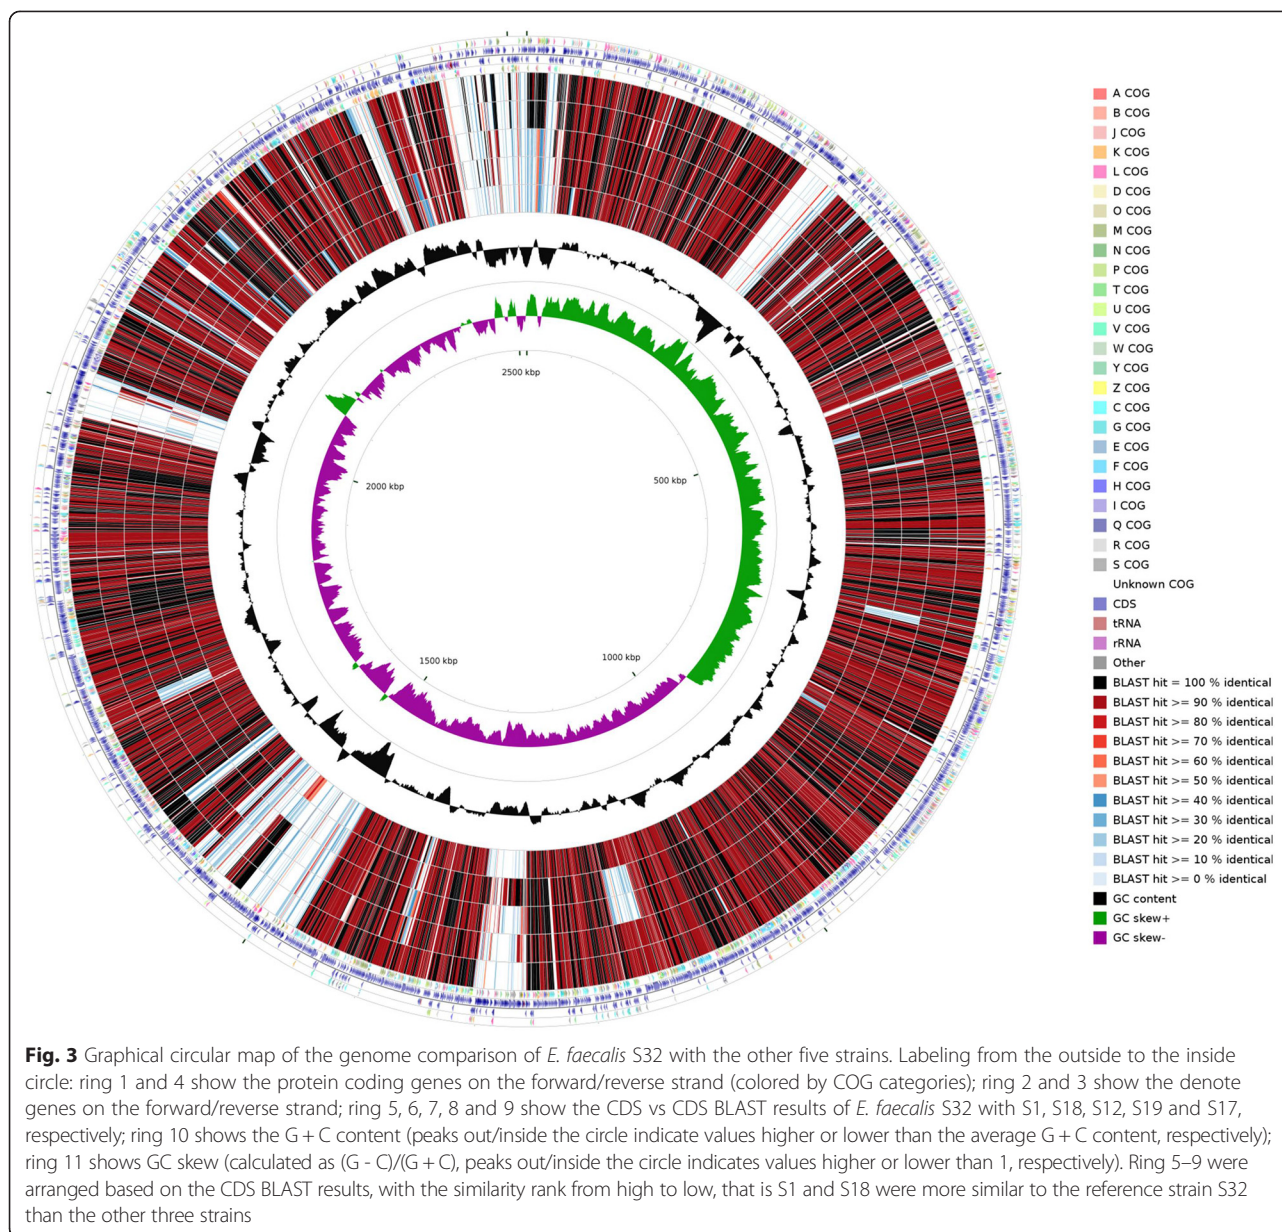 2500 kbp
500 kbp
2000 kbp
1500 kbp
1000 kbp
A COG
B COG
J COG
K COG
L COG
D COG
O COG
M COG
N COG
P COG
T COG
U COG
V COG
W COG
Y COG
Z COG
C COG
G COG
E COG
F COG
H COG
I COG
Q COG
R COG
S COG
Unknown COG
CDS
tRNA
rRNA
Other
BLAST hit = 100 % identical
BLAST hit >= 90 % identical
BLAST hit >= 80 % identical
BLAST hit >= 70 % identical
BLAST hit >= 60 % identical
BLAST hit >= 50 % identical
BLAST hit >= 40 % identical
BLAST hit >= 30 % identical
BLAST hit >= 20 % identical
BLAST hit >= 10 % identical
BLAST hit >= 0 % identical
GC content
GC skew+
GC skew-
Fig. 3 Graphical circular map of the genome comparison of E. faecalis S32 with the other five strains. Labeling from the outside to the inside
circle: ring 1 and 4 show the protein coding genes on the forward/reverse strand (colored by COG categories); ring 2 and 3 show the denote
genes on the forward/reverse strand; ring 5, 6, 7, 8 and 9 show the CDS vs CDS BLAST results of E. faecalis S32 with S1, S18, S12, S19 and S17,
respectively; ring 10 shows the G + C content (peaks out/inside the circle indicate values higher or lower than the average G + C content, respectively);
ring 11 shows GC skew (calculated as (G - C)/(G + C), peaks out/inside the circle indicates values higher or lower than 1, respectively). Ring 5–9 were
arranged based on the CDS BLAST results, with the similarity rank from high to low, that is S1 and S18 were more similar to the reference strain S32
than the other three strains